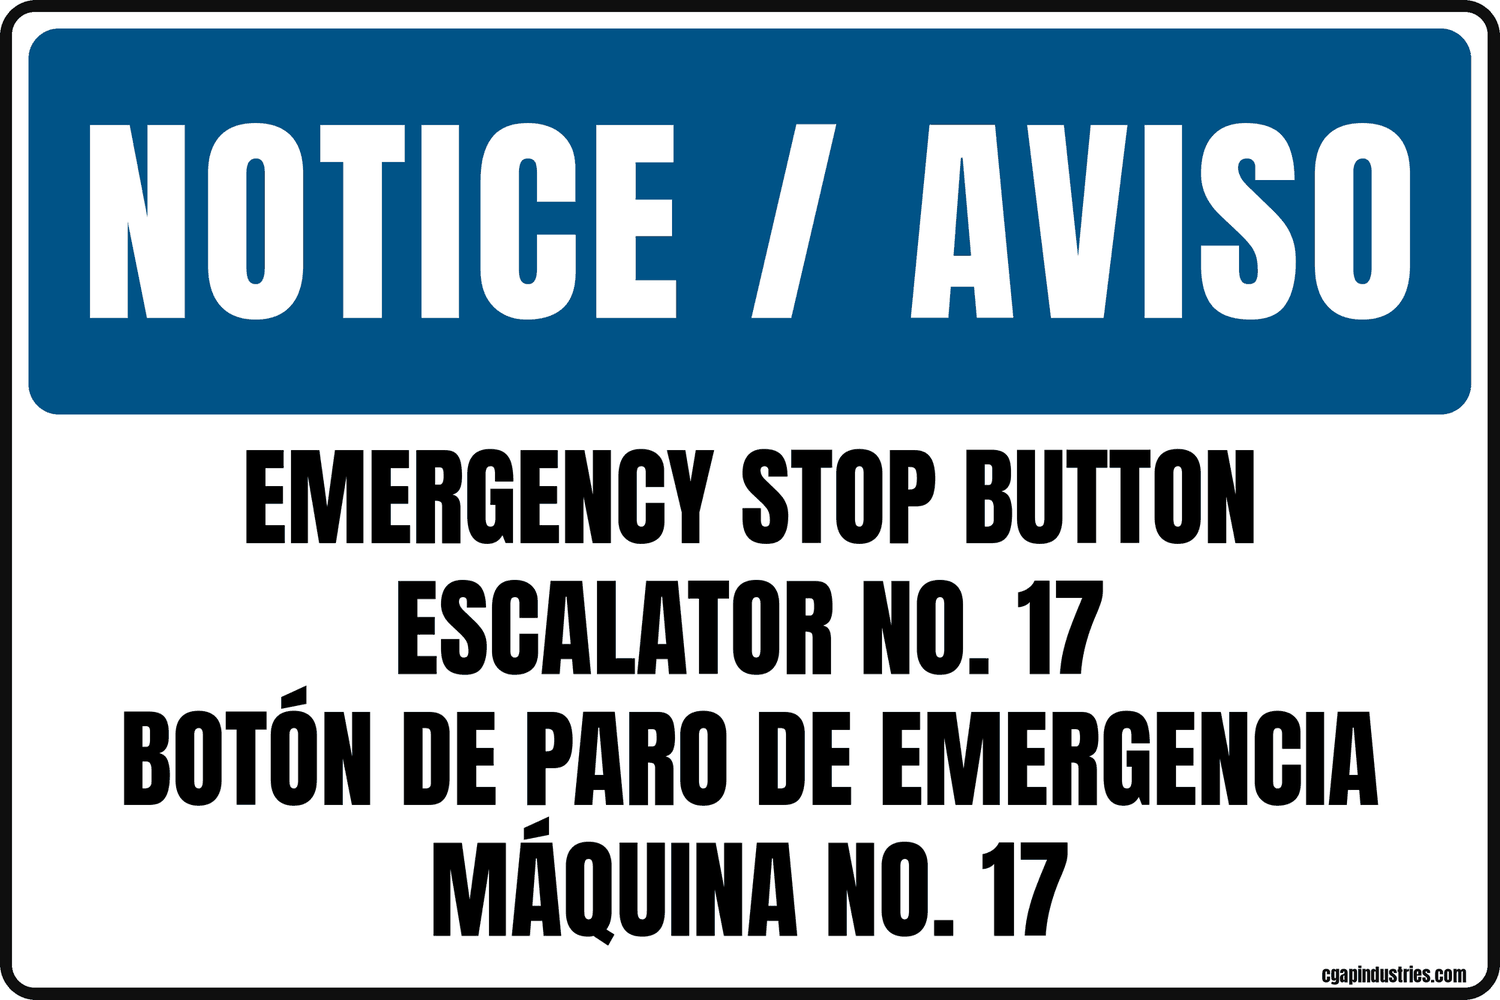 NOTICE / AVISO
EMERGENCY STOP BUTTON
ESCALATOR NO. 17
BOTÓN DE PARO DE EMERGENCIA
MÁQUINA NO. 17
cgapindustries.com